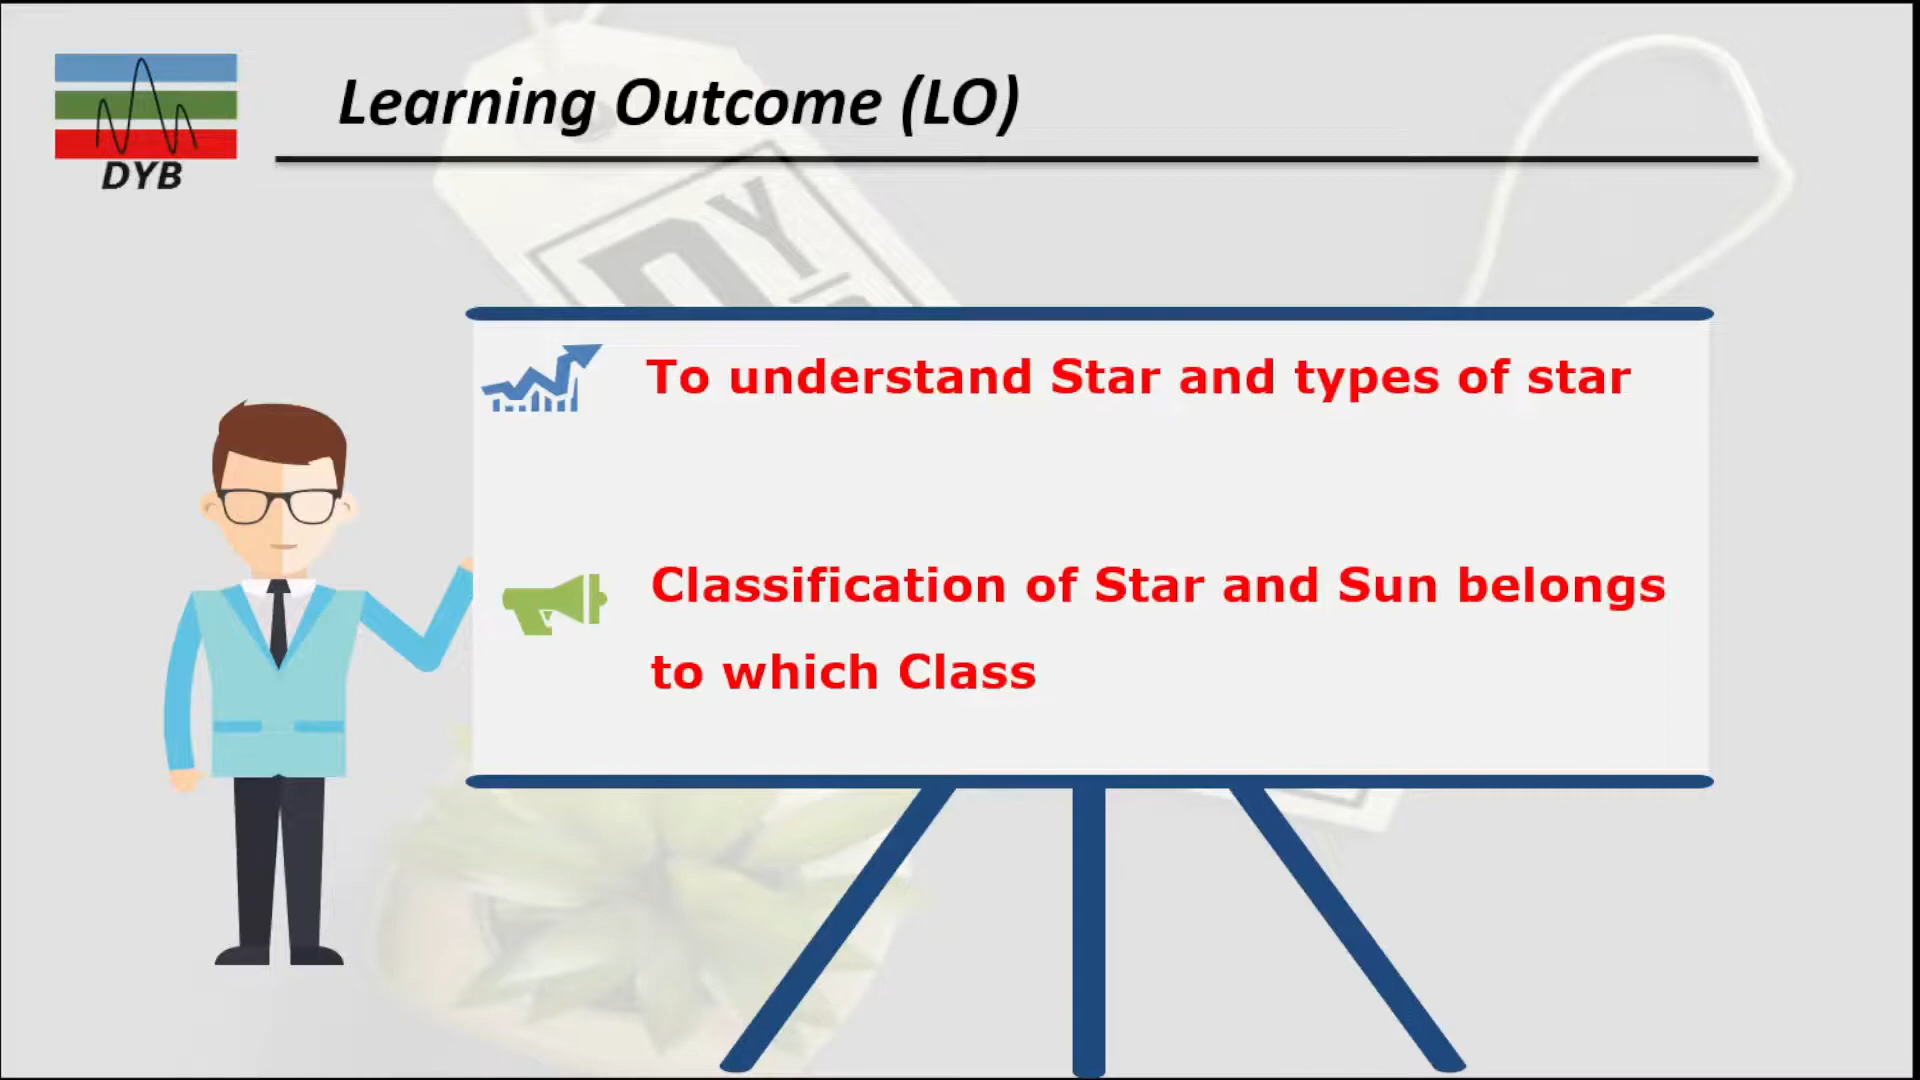 Learning Outcome (LO)
DYB
To understand Star and types of star
Classification of Star and Sun belongs
to which Class